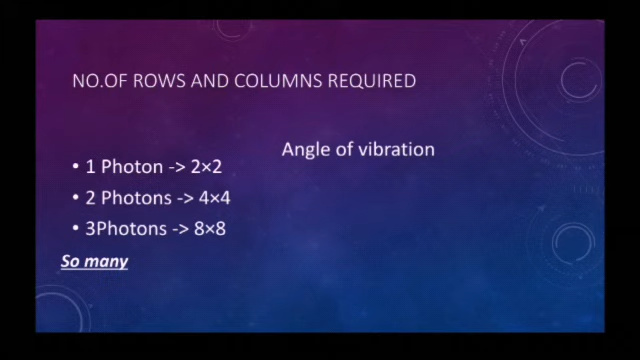 NO.OF ROWS AND COLUMNS REQUIRED
Angle of vibration
• 1 Photon -> 2×2
• 2 Photons -> 4×4
• 3Photons -> 8×8
So many